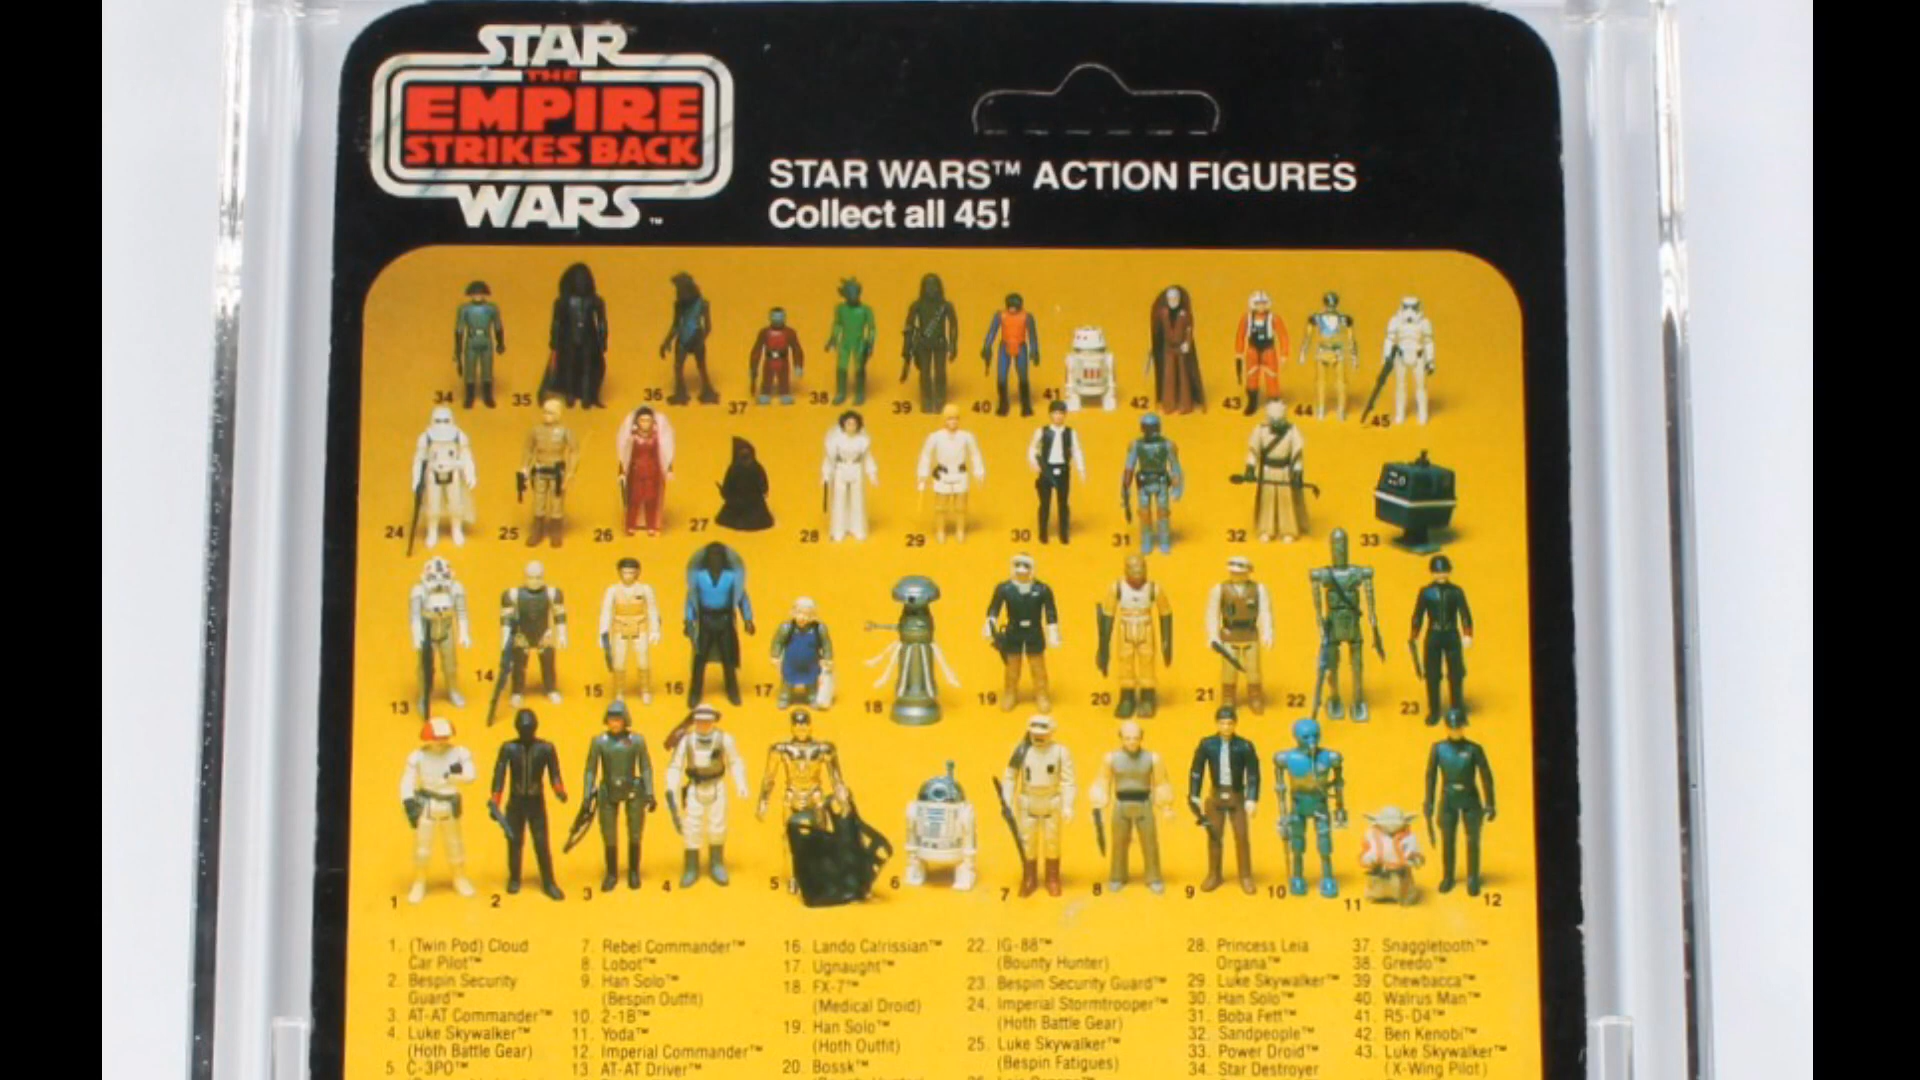 STAR
THE
EMPIRE
STRIKES BACK
WARS™
STAR WARS™ ACTION FIGURES
Collect all 45!
34 35 36 37 38 39 40 41 42 43 44 45
24 25 26 27 28 29 30 31 32 33
13 14 15 16 17 18 19 20 21 22 23
1 2 3 4 5 6 7 8 9 10 11 12
1. (Twin Pod) Cloud
Car Pilot™
2. Bespin Security
Guard™
3. AT-AT Commander™
4. Luke Skywalker™
(Hoth Battle Gear)
5. C-3PO™
7. Rebel Commander™
8. Lobot™
9. Han Solo™
(Bespin Outfit)
10. 2-1B™
11. Yoda™
12. Imperial Commander™
13. AT-AT Driver™
16. Lando Calrissian™
17. Ugnaught™
18. FX-7™
(Medical Droid)
19. Han Solo™
(Hoth Outfit)
20. Bossk™
22. IG-88™
(Bounty Hunter)
23. Bespin Security Guard™
24. Imperial Stormtrooper™
(Hoth Battle Gear)
25. Luke Skywalker™
(Bespin Fatigues)
28. Princess Leia
Organa™
29. Luke Skywalker™
30. Han Solo™
31. Boba Fett™
32. Sandpeople™
33. Power Droid™
34. Star Destroyer
37. Snaggletooth™
38. Greedo™
39 Chewbacca™
40. Walrus Man™
41. R5-D4™
42. Ben Kenobi™
43. Luke Skywalker™
(X-Wing Pilot)